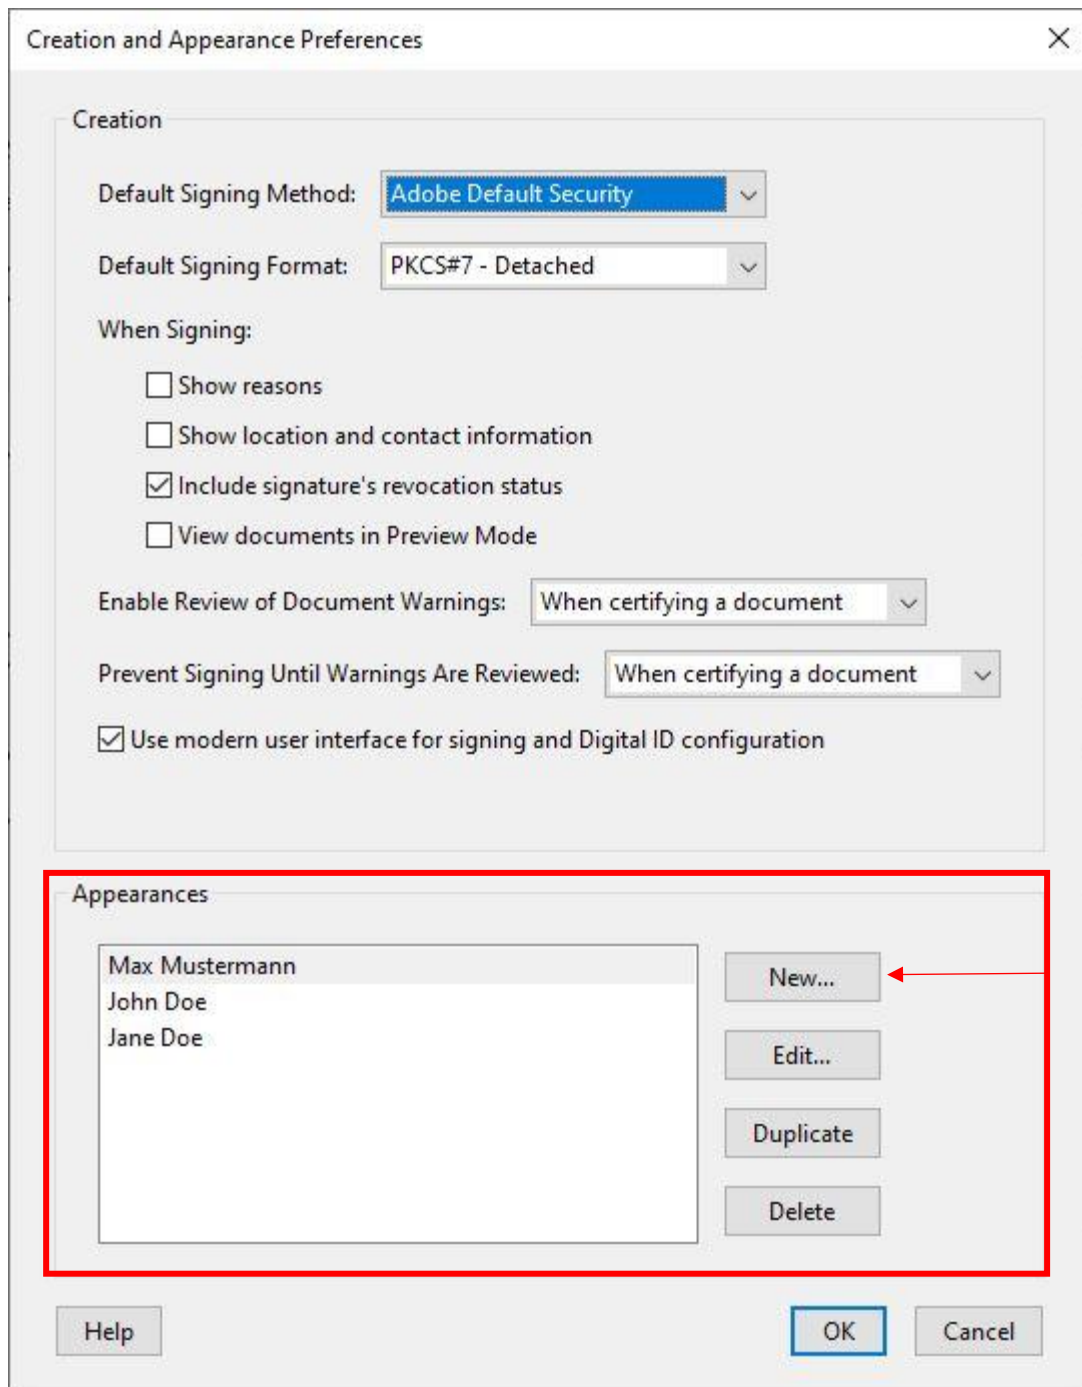 Creation and Appearance Preferences
Creation
Default Signing Method: Adobe Default Security
Default Signing Format: PKCS#7 - Detached
When Signing:
Show reasons
Show location and contact information
Include signature's revocation status
View documents in Preview Mode
Enable Review of Document Warnings: When certifying a document
Prevent Signing Until Warnings Are Reviewed: When certifying a document
Use modern user interface for signing and Digital ID configuration
Appearances
Max Mustermann
New...
John Doe
Jane Doe
Edit...
Duplicate
Delete
Help OK Cancel